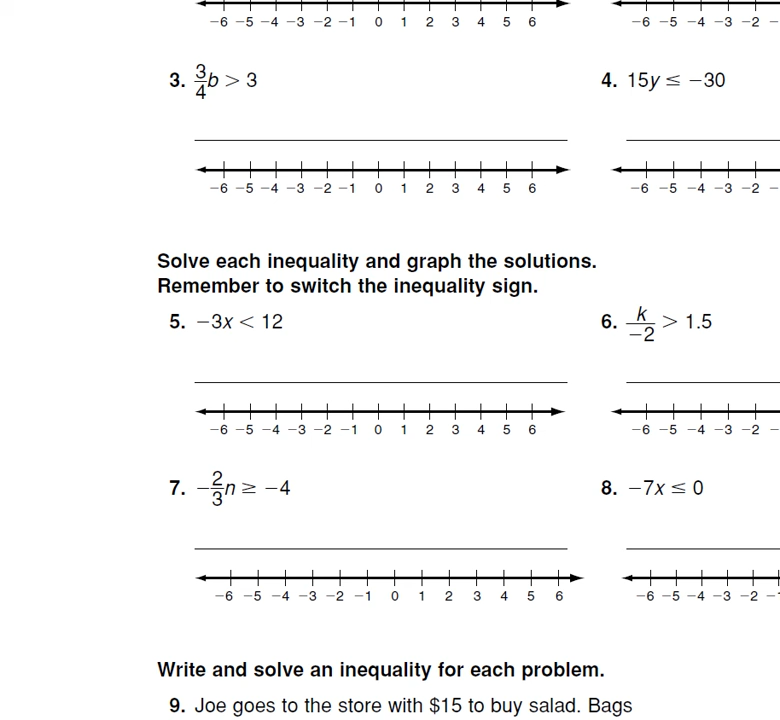 −6 −5 −4 −3 −2 −1 0 1 2 3 4 5 6
−6 −5 −4 −3 −2 −
3. 3/4 b > 3
4. 15y ≤ −30
−6 −5 −4 −3 −2 −1 0 1 2 3 4 5 6
−6 −5 −4 −3 −2 −
Solve each inequality and graph the solutions.
Remember to switch the inequality sign.
5. −3x < 12
6. k/−2 > 1.5
−6 −5 −4 −3 −2 −1 0 1 2 3 4 5 6
−6 −5 −4 −3 −2 −
7. −2/3 n ≥ −4
8. −7x ≤ 0
−6 −5 −4 −3 −2 −1 0 1 2 3 4 5 6
−6 −5 −4 −3 −2 −
Write and solve an inequality for each problem.
9. Joe goes to the store with $15 to buy salad. Bags